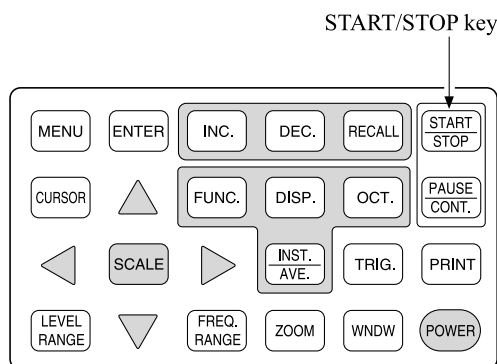 START/STOP key
MENU ENTER INC. DEC. RECALL START
STOP
CURSOR FUNC. DISP. OCT. PAUSE
CONT.
SCALE INST.
AVE. TRIG. PRINT
LEVEL
RANGE FREQ.
RANGE ZOOM WNDW POWER